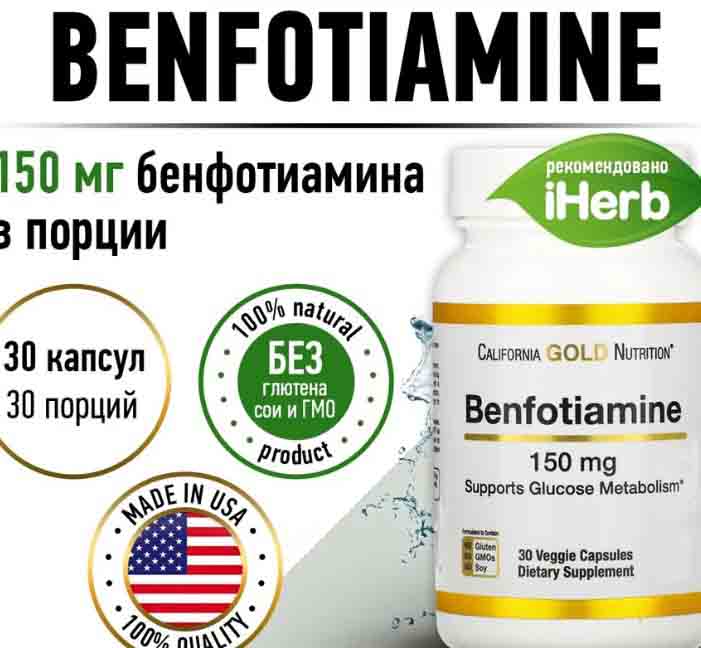 BENFOTIAMINE
150 мг бенфотиамина
в порции
рекомендовано
iHerb
30 капсул
30 порций
100% natural
БЕЗ
глютена
сои и ГМО
product
MADE IN USA
100% QUALITY
CALIFORNIA GOLD NUTRITION®
Benfotiamine
150 mg
Supports Glucose Metabolism*
Gluten
GMOs
Soy
30 Veggie Capsules
Dietary Supplement